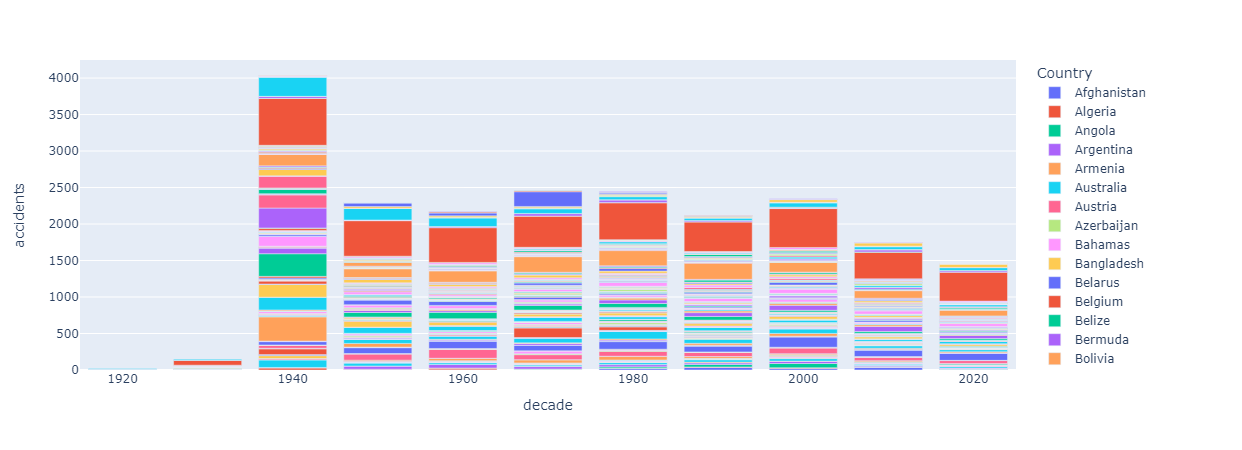 Country
Afghanistan
Algeria
Angola
Argentina
Armenia
Australia
Austria
Azerbaijan
Bahamas
Bangladesh
Belarus
Belgium
Belize
Bermuda
Bolivia
accidents
4000
3500
3000
2500
2000
1500
1000
500
0
1920
1940
1960
1980
2000
2020
decade